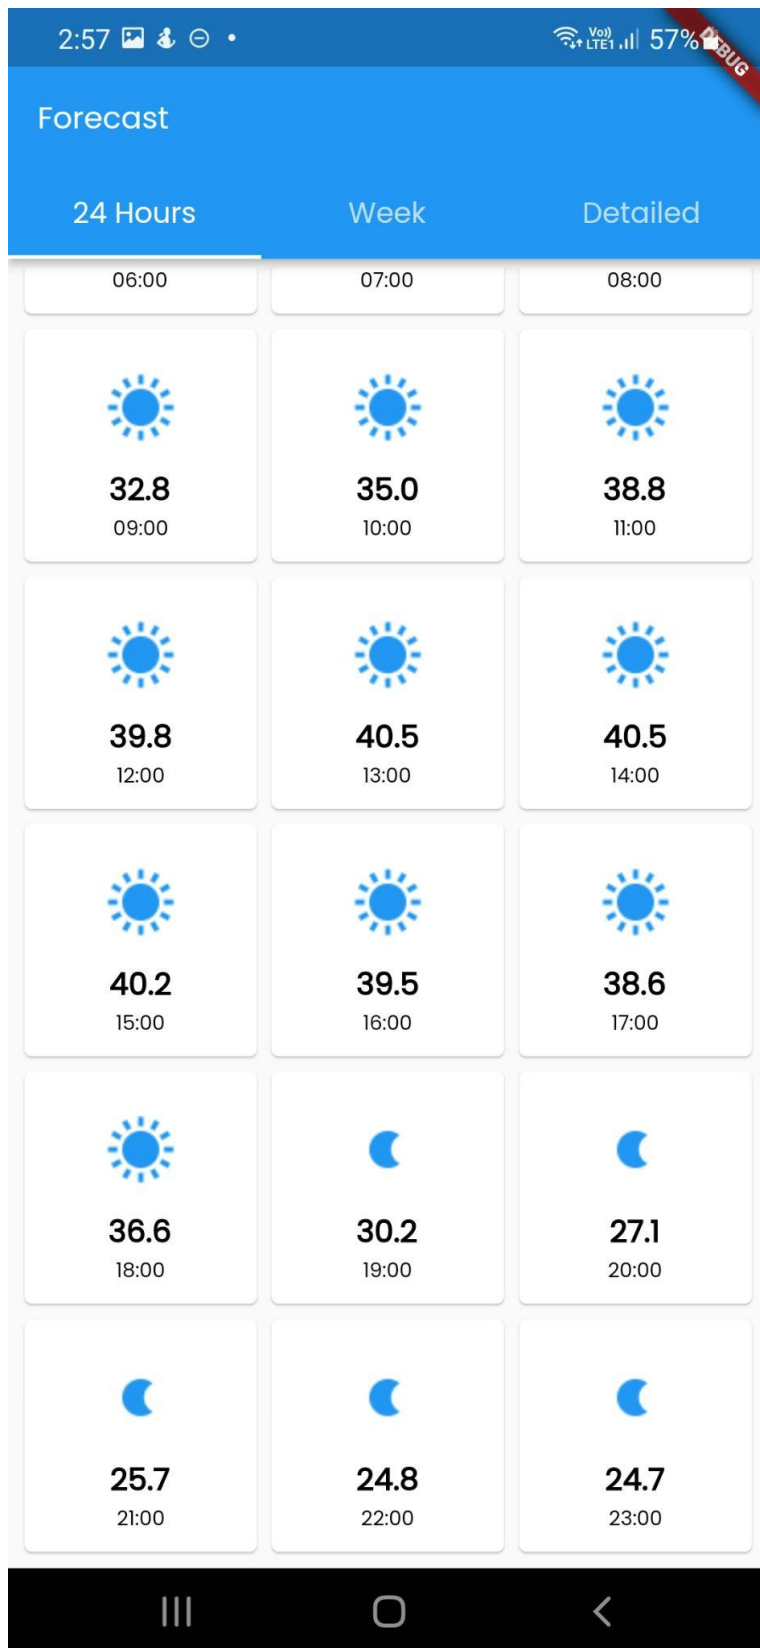 2:57 Vo)) LTE1 57%
DEBUG
Forecast
24 Hours Week Detailed
06:00 07:00 08:00
32.8 35.0 38.8
09:00 10:00 11:00
39.8 40.5 40.5
12:00 13:00 14:00
40.2 39.5 38.6
15:00 16:00 17:00
36.6 30.2 27.1
18:00 19:00 20:00
25.7 24.8 24.7
21:00 22:00 23:00